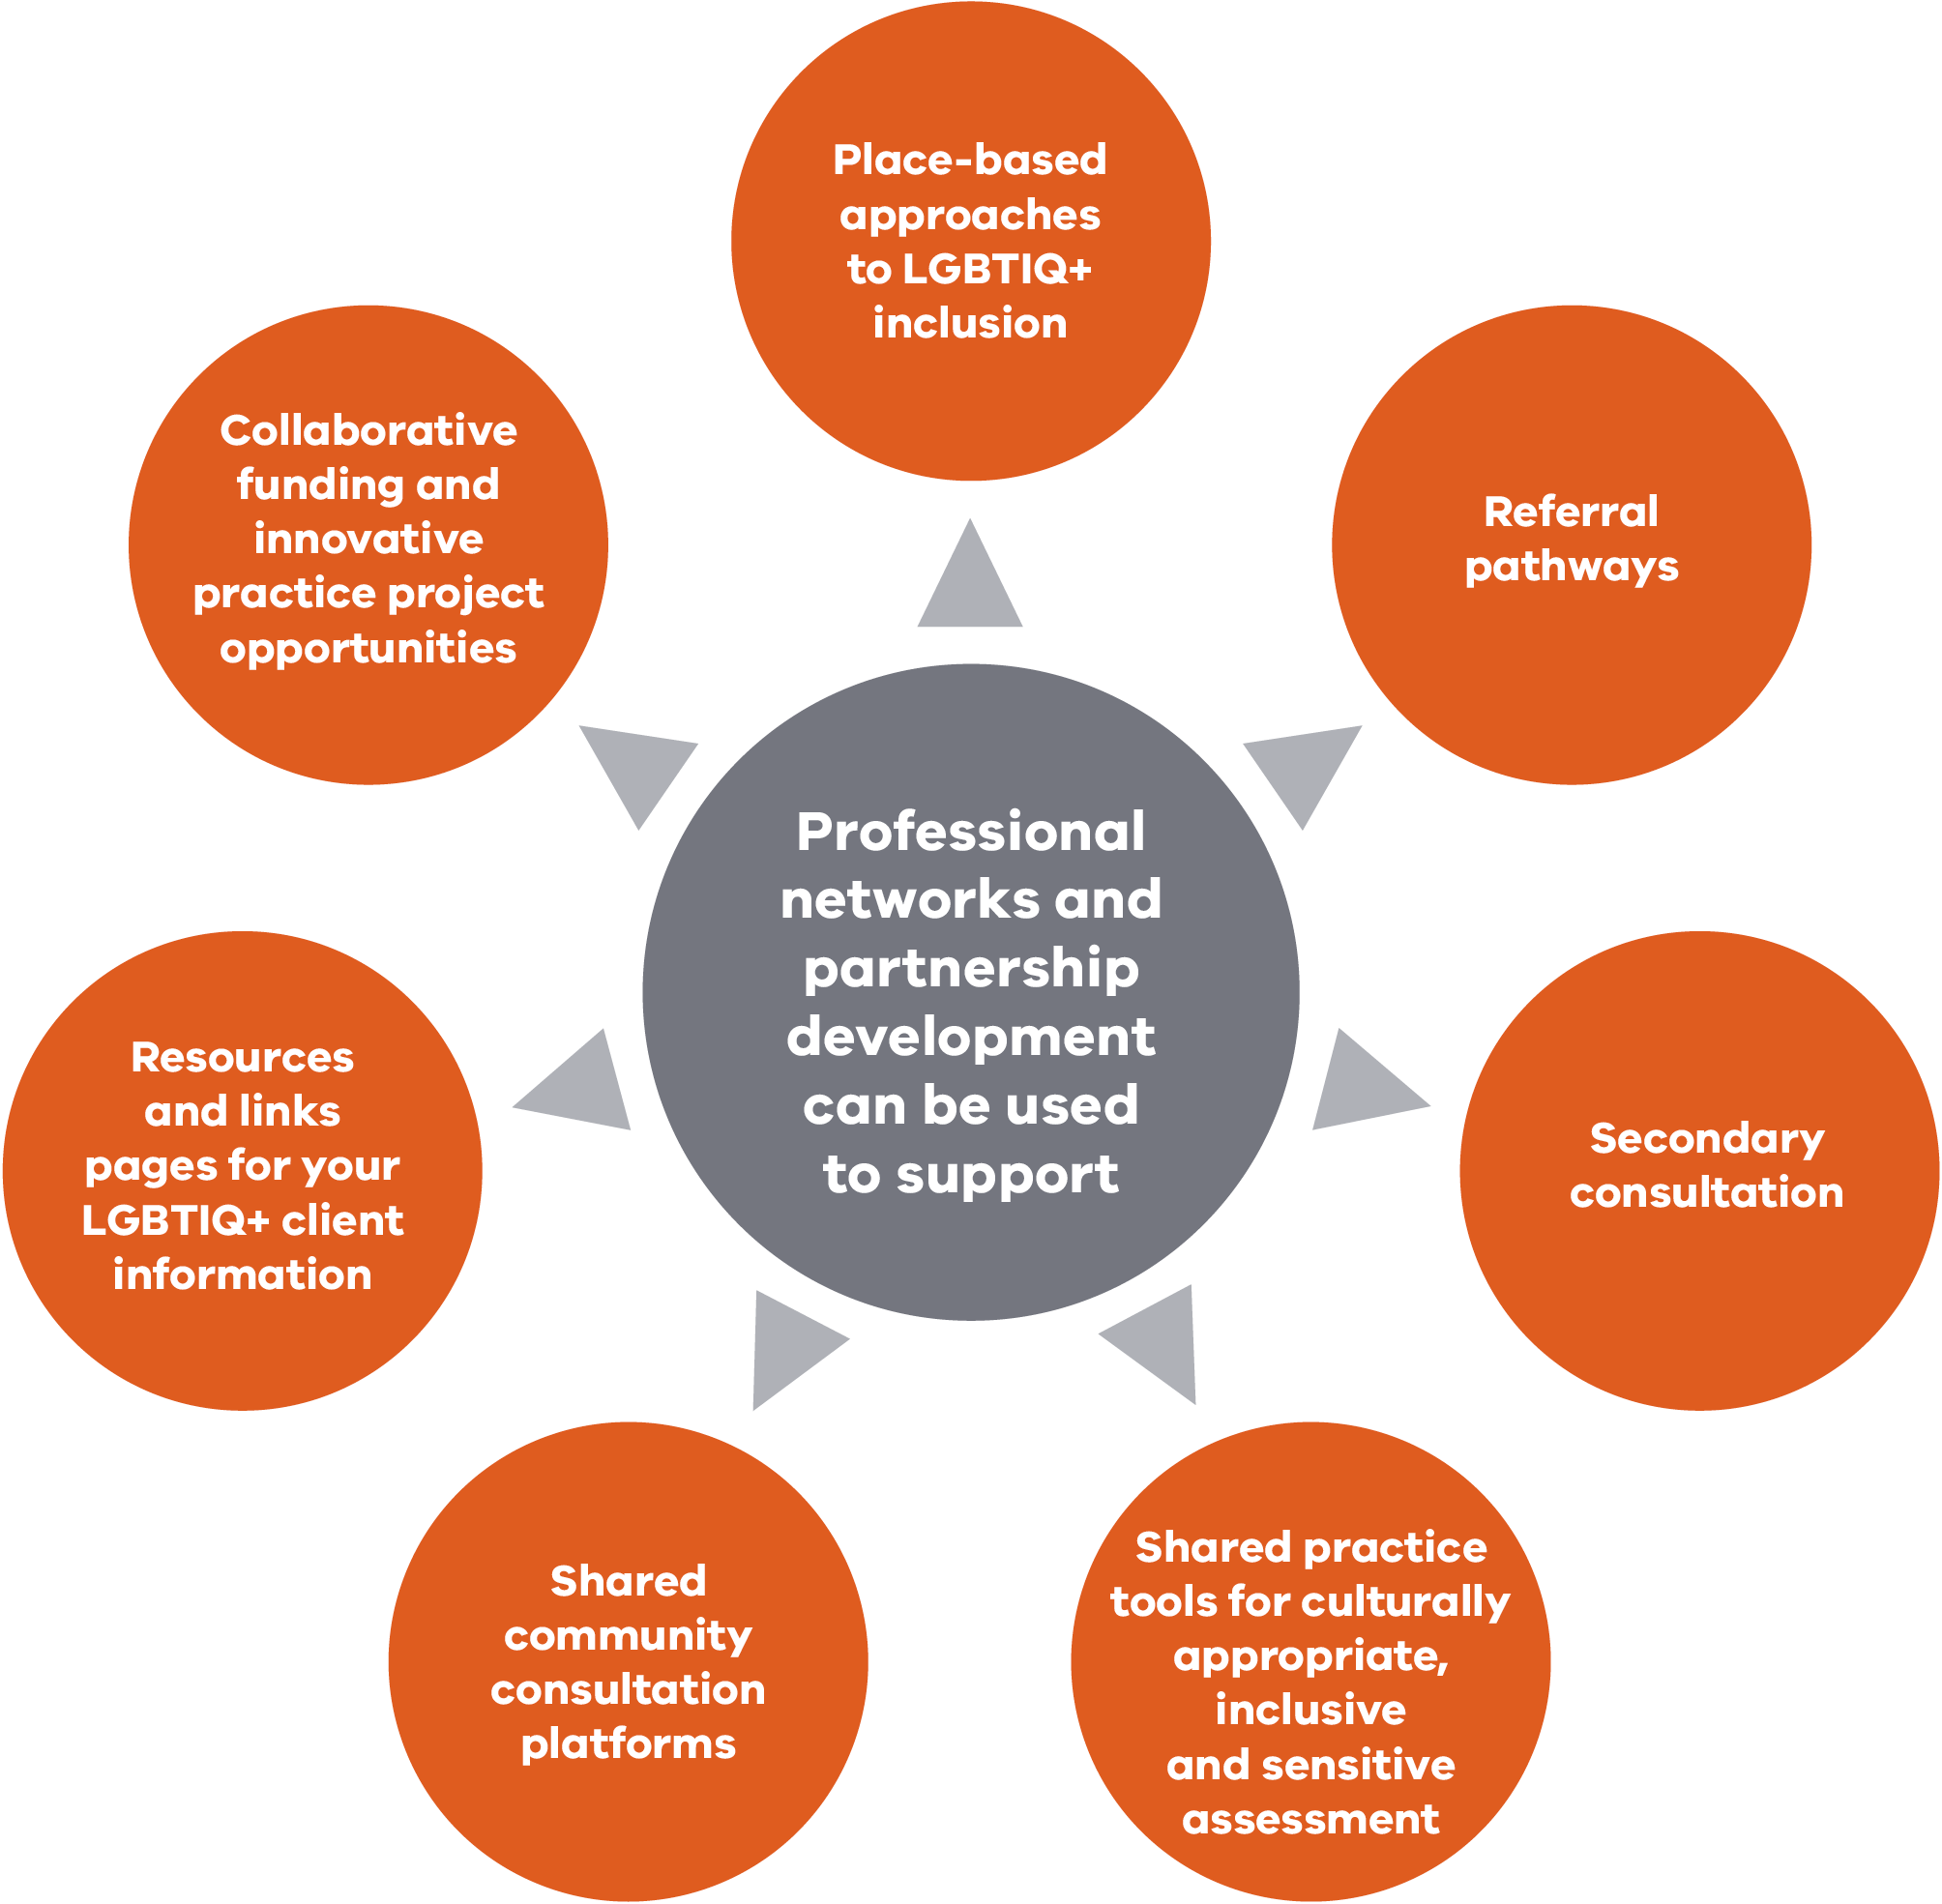 Place-based
approaches
to LGBTIQ+
inclusion
Referral
pathways
Secondary
consultation
Shared practice
tools for culturally
appropriate,
inclusive
and sensitive
assessment
Shared
community
consultation
platforms
Resources
and links
pages for your
LGBTIQ+ client
information
Collaborative
funding and
innovative
practice project
opportunities
Professional
networks and
partnership
development
can be used
to support